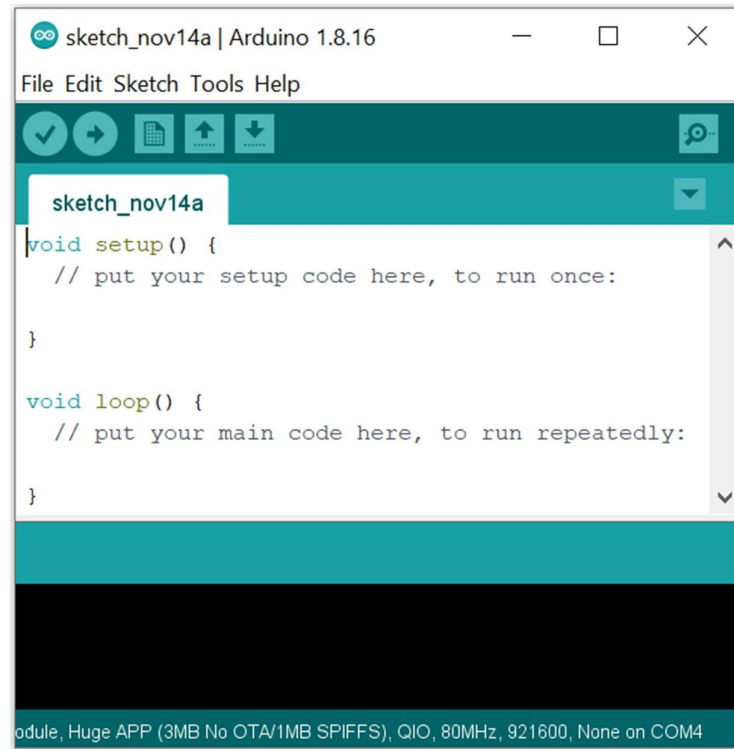 sketch_nov14a | Arduino 1.8.16
File Edit Sketch Tools Help
sketch_nov14a
void setup() {
  // put your setup code here, to run once:
}
void loop() {
  // put your main code here, to run repeatedly:
}
odule, Huge APP (3MB No OTA/1MB SPIFFS), QIO, 80MHz, 921600, None on COM4